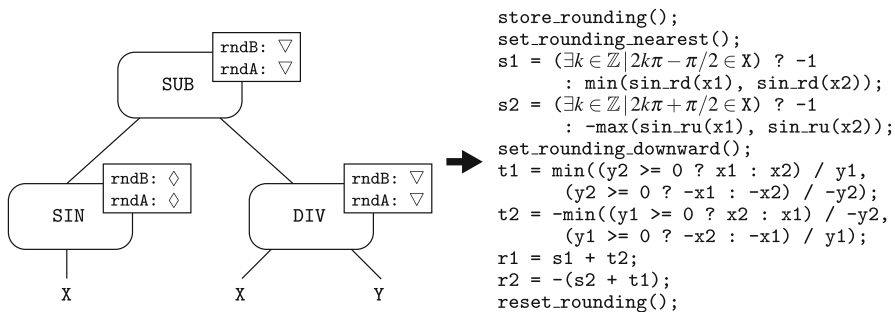 rndB: ▽
rndA: ▽
SUB
rndB: ◊
rndA: ◊
SIN
rndB: ▽
rndA: ▽
DIV
X
X
Y
store_rounding();
set_rounding_nearest();
s1 = (∃k ∈ ℤ | 2kπ − π/2 ∈ X) ? -1
: min(sin_rd(x1), sin_rd(x2));
s2 = (∃k ∈ ℤ | 2kπ + π/2 ∈ X) ? -1
: -max(sin_ru(x1), sin_ru(x2));
set_rounding_downward();
t1 = min((y2 >= 0 ? x1 : x2) / y1,
(y2 >= 0 ? -x1 : -x2) / -y2);
t2 = -min((y1 >= 0 ? x2 : x1) / -y2,
(y1 >= 0 ? -x2 : -x1) / y1);
r1 = s1 + t2;
r2 = -(s2 + t1);
reset_rounding();